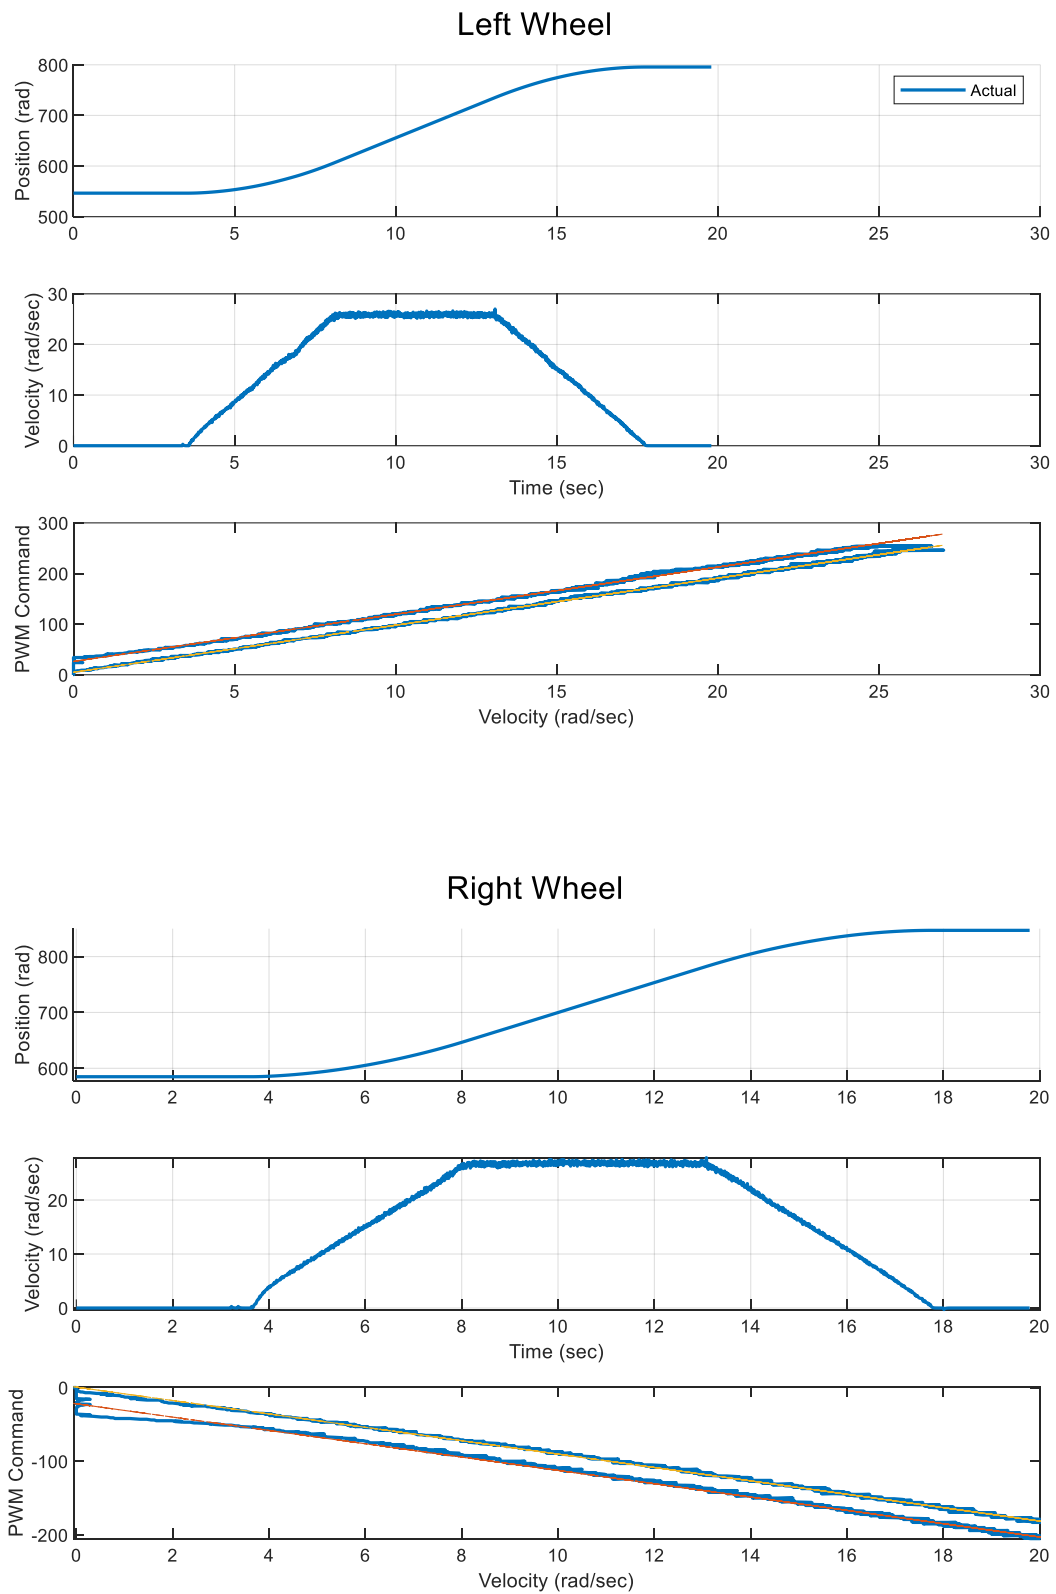 Left Wheel
800
700
600
500
Position (rad)
Actual
0 5 10 15 20 25 30
30
20
10
0
Velocity (rad/sec)
0 5 10 15 20 25 30
Time (sec)
300
200
100
0
PWM Command
0 5 10 15 20 25 30
Velocity (rad/sec)
Right Wheel
800
700
600
Position (rad)
0 2 4 6 8 10 12 14 16 18 20
20
10
0
Velocity (rad/sec)
0 2 4 6 8 10 12 14 16 18 20
Time (sec)
0
-100
-200
PWM Command
0 2 4 6 8 10 12 14 16 18 20
Velocity (rad/sec)